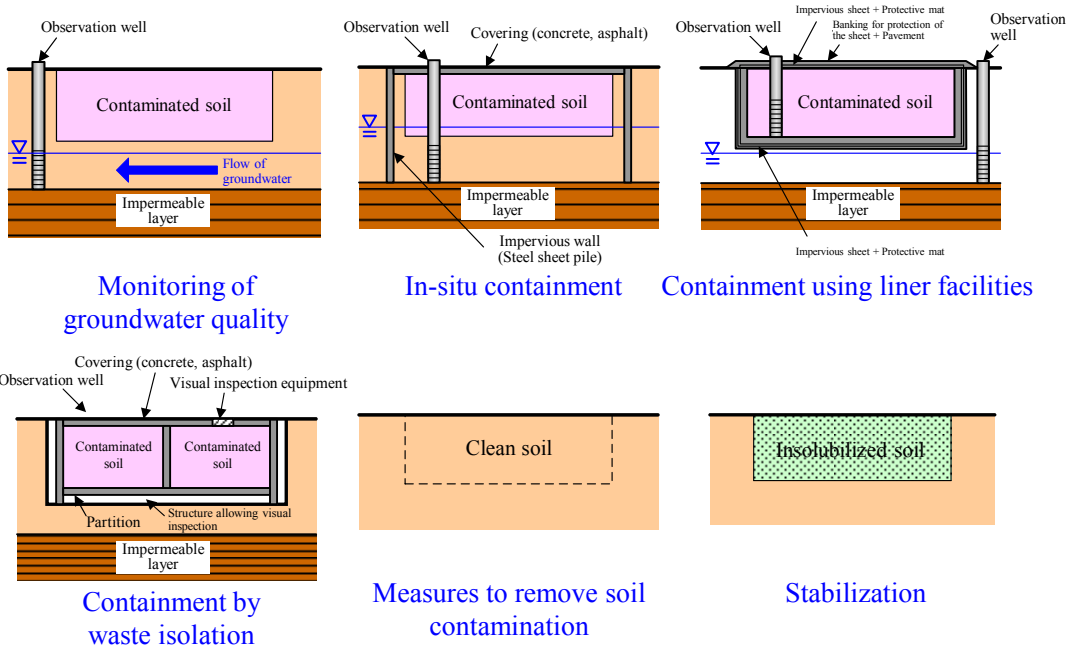 Observation well
Contaminated soil
Flow of
groundwater
Impermeable
layer
Monitoring of
groundwater quality
Observation well
Covering (concrete, asphalt)
Contaminated soil
Impermeable
layer
Impervious wall
(Steel sheet pile)
In-situ containment
Impervious sheet + Protective mat
Banking for protection of
the sheet + Pavement
Observation
well
Observation
well
Contaminated soil
Impermeable
layer
Impervious sheet + Protective mat
Containment using liner facilities
Covering (concrete, asphalt)
Observation well
Visual inspection equipment
Contaminated
soil
Contaminated
soil
Partition
Structure allowing visual
inspection
Impermeable
layer
Containment by
waste isolation
Clean soil
Measures to remove soil
contamination
Insolubilized soil
Stabilization